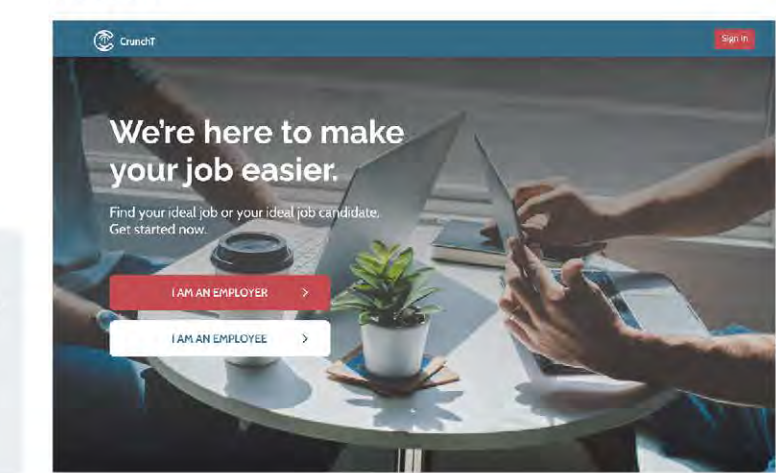 CrunchT
Sign In
We're here to make
your job easier.
Find your ideal job or your ideal job candidate.
Get started now.
I AM AN EMPLOYER >
I AM AN EMPLOYEE >